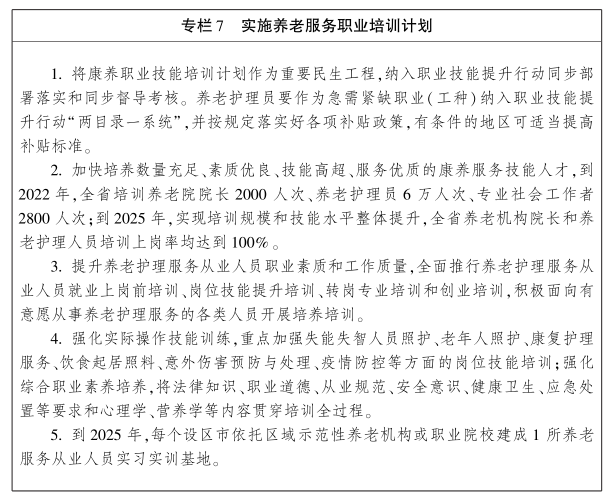 专栏 7　实施养老服务职业培训计划
1. 将康养职业技能培训计划作为重要民生工程,纳入职业技能提升行动同步部
署落实和同步督导考核。养老护理员要作为急需紧缺职业(工种)纳入职业技能提
升行动“两目录一系统”,并按规定落实好各项补贴政策,有条件的地区可适当提高
补贴标准。
2. 加快培养数量充足、素质优良、技能高超、服务优质的康养服务技能人才,到
2022 年,全省培训养老院院长 2000 人次、养老护理员 6 万人次、专业社会工作者
2800 人次;到 2025 年,实现培训规模和技能水平整体提升,全省养老机构院长和养
老护理人员培训上岗率均达到 100%。
3. 提升养老护理服务从业人员职业素质和工作质量,全面推行养老护理服务从
业人员就业上岗前培训、岗位技能提升培训、转岗专业培训和创业培训,积极面向有
意愿从事养老护理服务的各类人员开展培养培训。
4. 强化实际操作技能训练,重点加强失能失智人员照护、老年人照护、康复护理
服务、饮食起居照料、意外伤害预防与处理、疫情防控等方面的岗位技能培训;强化
综合职业素养培养,将法律知识、职业道德、从业规范、安全意识、健康卫生、应急处
置等要求和心理学、营养学等内容贯穿培训全过程。
5. 到 2025 年,每个设区市依托区域示范性养老机构或职业院校建成 1 所养老
服务从业人员实习实训基地。